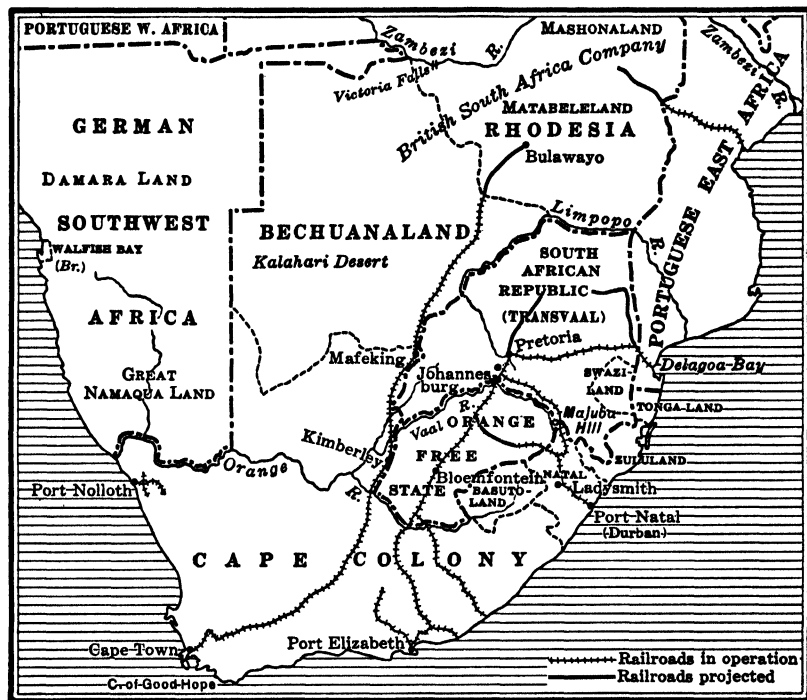 PORTUGUESE W. AFRICA
Zambezi
R.
MASHONALAND
Zambezi
R.
Victoria Falls
British South Africa Company
MATABELELAND
RHODESIA
Bulawayo
PORTUGUESE EAST AFRICA
GERMAN
DAMARA LAND
SOUTHWEST
WALFISH BAY
(Br.)
AFRICA
GREAT
NAMAQUA LAND
BECHUANALAND
Kalahari Desert
Limpopo
R.
SOUTH
AFRICAN
REPUBLIC
(TRANSVAAL)
Pretoria
Mafeking
Johannes
burg
SWAZI-
LAND
Delagoa Bay
TONGA-LAND
Majuba
Hill
ZULULAND
Kimberley
Vaal
R.
ORANGE
FREE
STATE
Bloemfontein
BASUTO-
LAND
NATAL
Ladysmith
Orange
R.
Port Nolloth
Port Natal
(Durban)
CAPE COLONY
Cape Town
Port Elizabeth
C. of Good Hope
Railroads in operation
Railroads projected